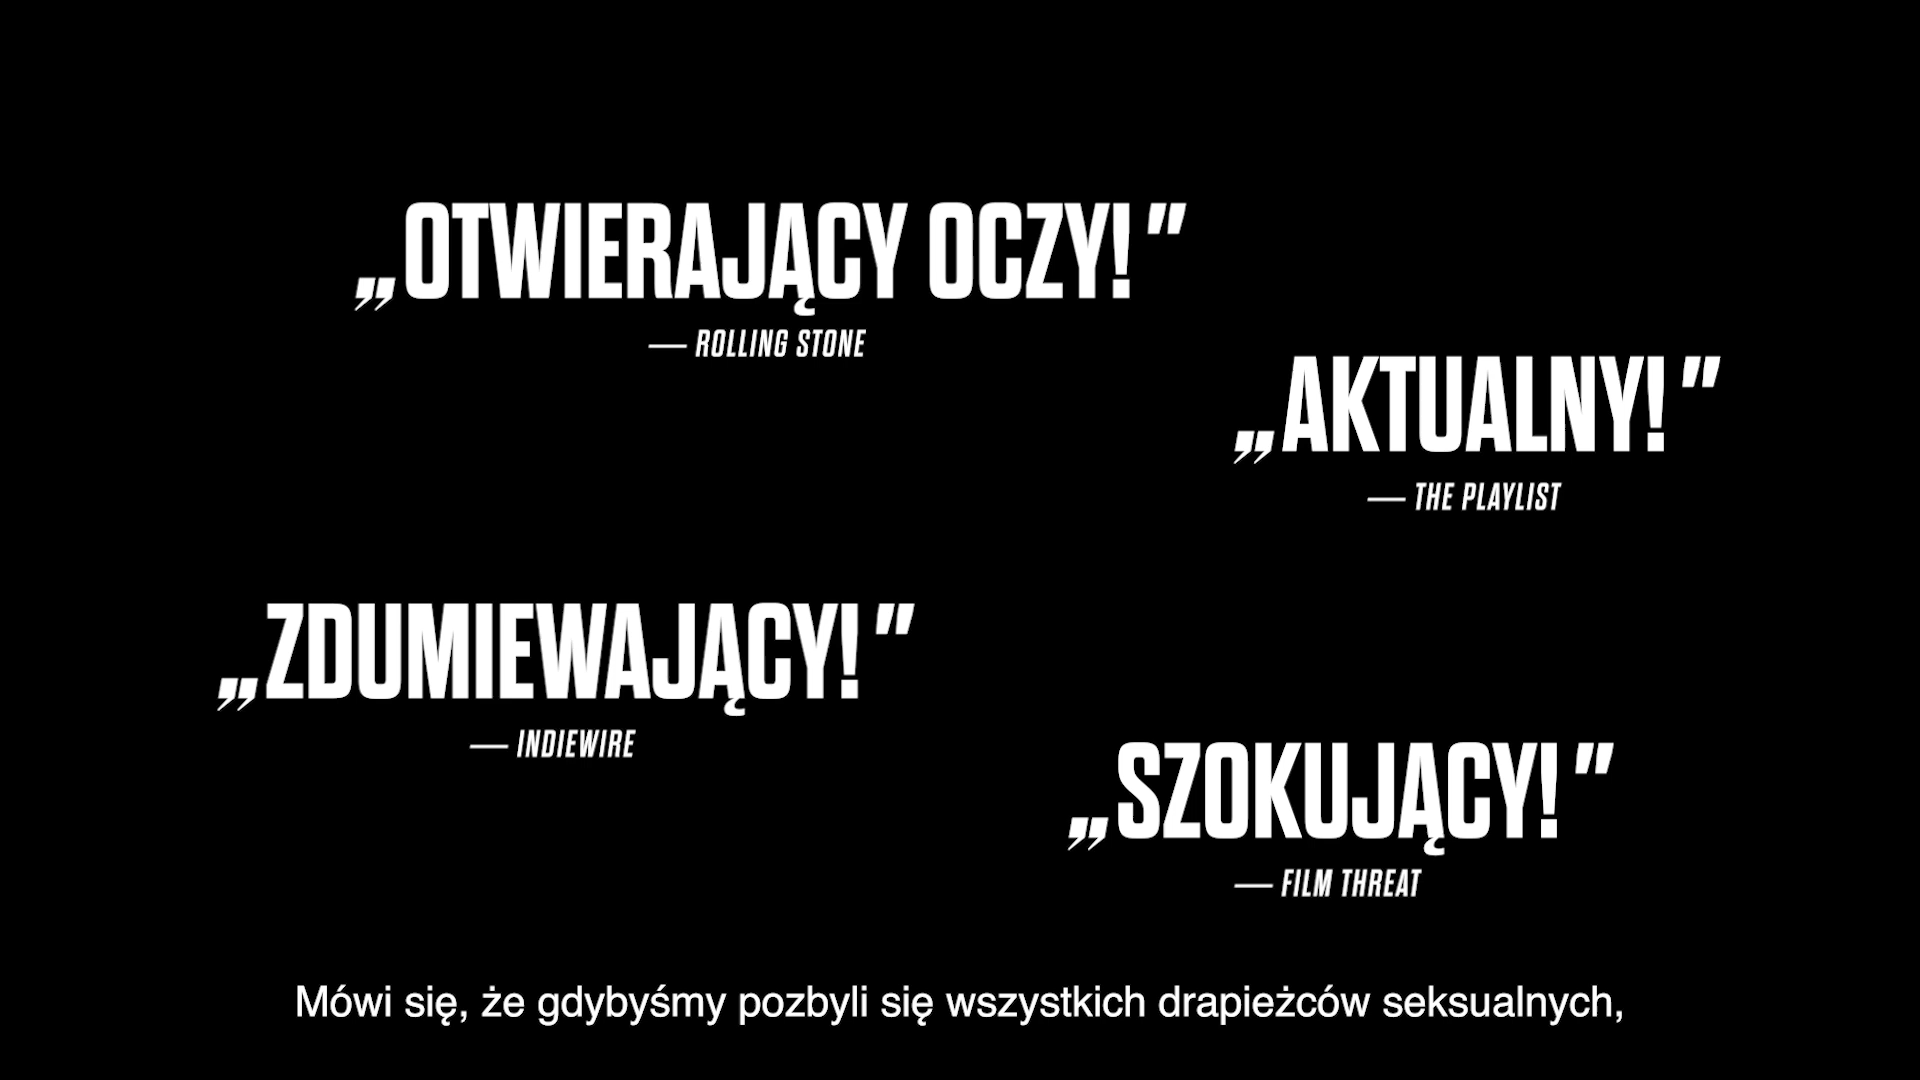 „OTWIERAJĄCY OCZY!”
— ROLLING STONE
„AKTUALNY!”
— THE PLAYLIST
„ZDUMIEWAJĄCY!”
— INDIEWIRE
„SZOKUJĄCY!”
— FILM THREAT
Mówi się, że gdybyśmy pozbyli się wszystkich drapieżców seksualnych,